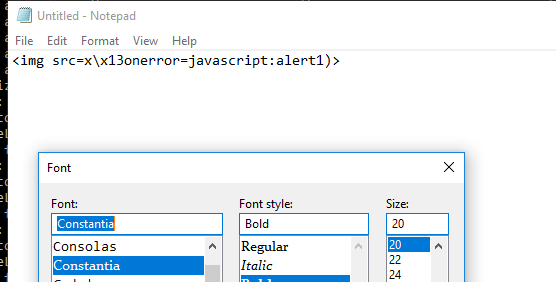 Untitled - Notepad
File Edit Format View Help
<img src=x\x13onerror=javascript:alert1)>
Font
Font: Font style: Size:
Constantia Bold 20
Consolas Regular 20
Constantia Italic 22
24